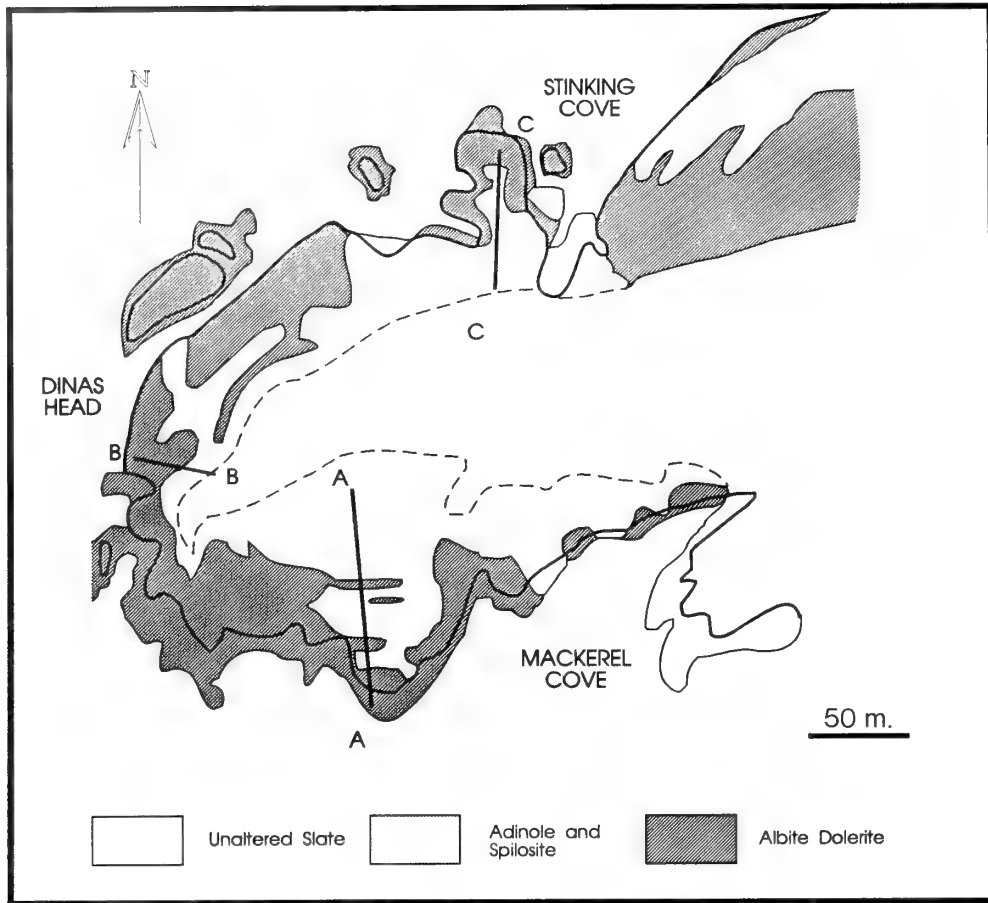 N
STINKING
COVE
C
C
DINAS
HEAD
B
B
A
A
MACKEREL
COVE
50 m.
Unaltered Slate
Adinole and
Spilosite
Albite Dolerite